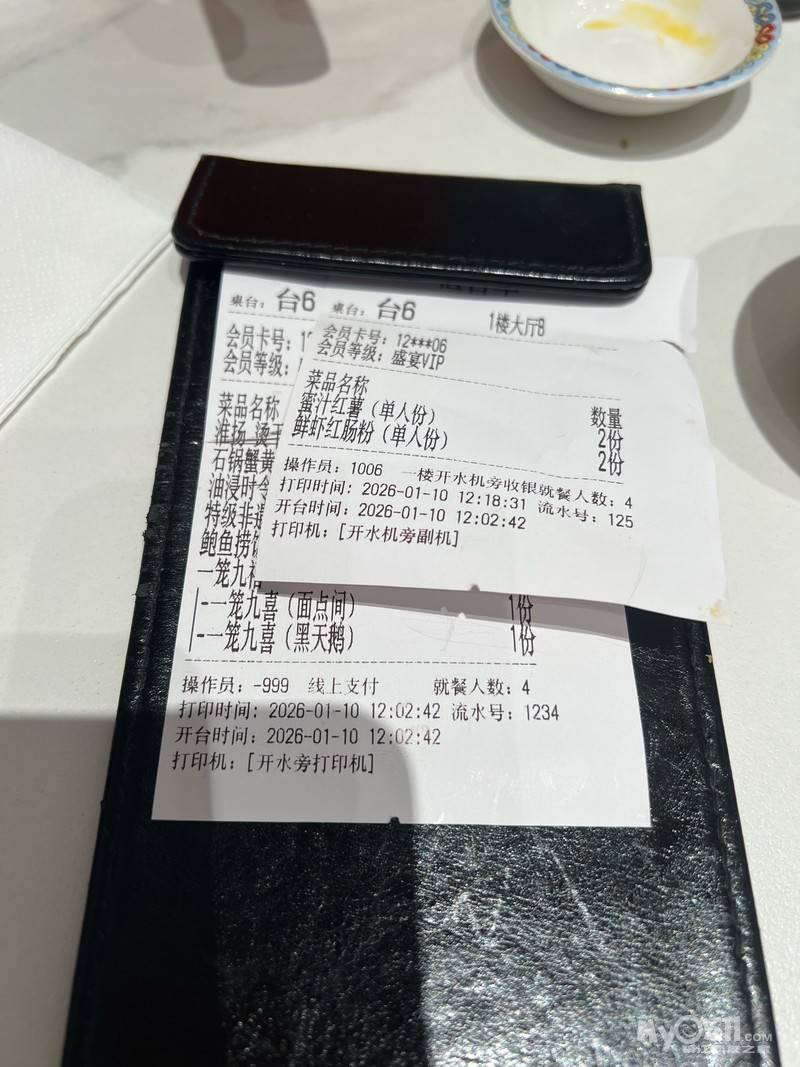 桌台：台6
会员卡号：1
会员等级：
菜品名称
淮扬 烫干
石锅蟹黄
油浸时令
特级非遗
鲍鱼捞饭
一笼九禧
|-一笼九喜（面点间） 1份
|-一笼九喜（黑天鹅） 1份
操作员：-999 线上支付 就餐人数：4
打印时间：2026-01-10 12:02:42 流水号：1234
开台时间：2026-01-10 12:02:42
打印机：[开水旁打印机]
桌台：台6 1楼大厅B
会员卡号：12***06
会员等级：盛宴VIP
菜品名称 数量
蜜汁红薯（单人份） 2份
鲜虾红肠粉（单人份） 2份
操作员：1006 一楼开水机旁收银就餐人数：4
打印时间：2026-01-10 12:18:31 流水号：125
开台时间：2026-01-10 12:02:42
打印机：[开水机旁副机]